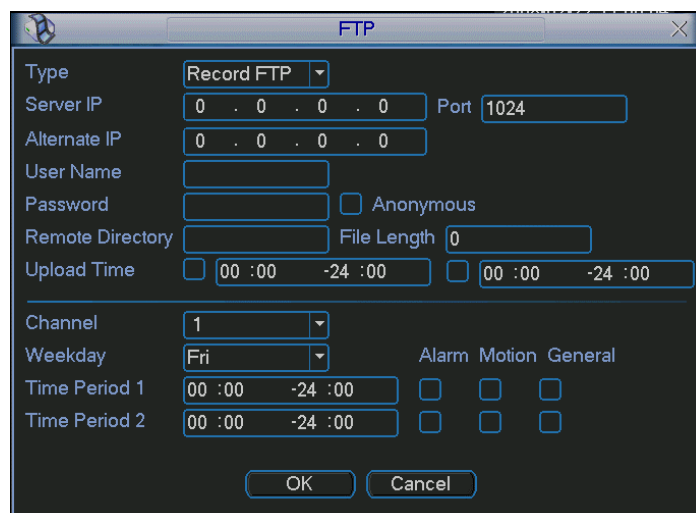 FTP
Type Record FTP
Server IP 0 . 0 . 0 . 0 Port 1024
Alternate IP 0 . 0 . 0 . 0
User Name
Password Anonymous
Remote Directory File Length 0
Upload Time 00 :00 -24 :00 00 :00 -24 :00
Channel 1
Weekday Fri Alarm Motion General
Time Period 1 00 :00 -24 :00
Time Period 2 00 :00 -24 :00
OK Cancel